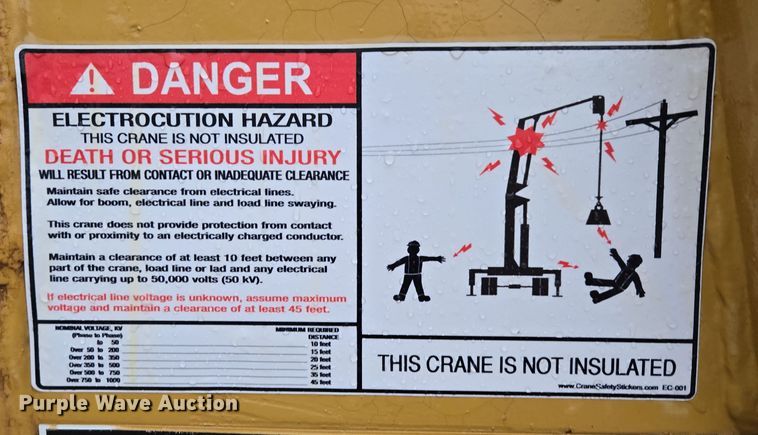 DANGER
ELECTROCUTION HAZARD
THIS CRANE IS NOT INSULATED
DEATH OR SERIOUS INJURY
WILL RESULT FROM CONTACT OR INADEQUATE CLEARANCE
Maintain safe clearance from electrical lines.
Allow for boom, electrical line and load line swaying.
This crane does not provide protection from contact
with or proximity to an electrically charged conductor.
Maintain a clearance of at least 10 feet between any
part of the crane, load line or lad and any electrical
line carrying up to 50,000 volts (50 kV).
If electrical line voltage is unknown, assume maximum
voltage and maintain a clearance of at least 45 feet.
NOMINAL VOLTAGE, KV MINIMUM REQUIRED
(Phase to Phase) DISTANCE
to 50 10 feet
Over 50 to 200 15 feet
Over 200 to 350 20 feet
Over 350 to 500 25 feet
Over 500 to 750 35 feet
Over 750 to 1000 45 feet
THIS CRANE IS NOT INSULATED
www.CraneSafetyStickers.com EC-001
Purple Wave Auction